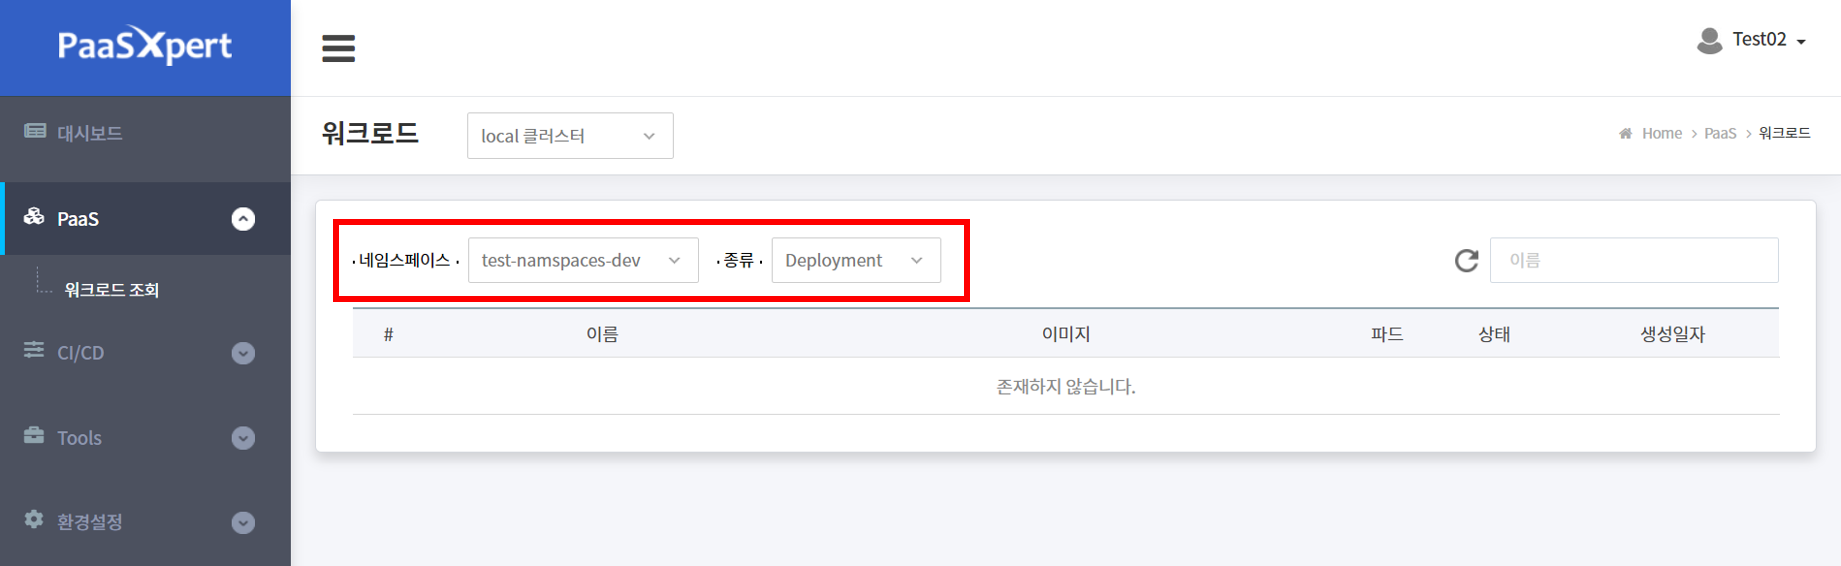 PaaSXpert
Test02
대시보드
PaaS
워크로드 조회
CI/CD
Tools
환경설정
워크로드
local 클러스터
Home > PaaS > 워크로드
· 네임스페이스 ·
test-namspaces-dev
· 종류 ·
Deployment
이름
# 이름 이미지 파드 상태 생성일자
존재하지 않습니다.